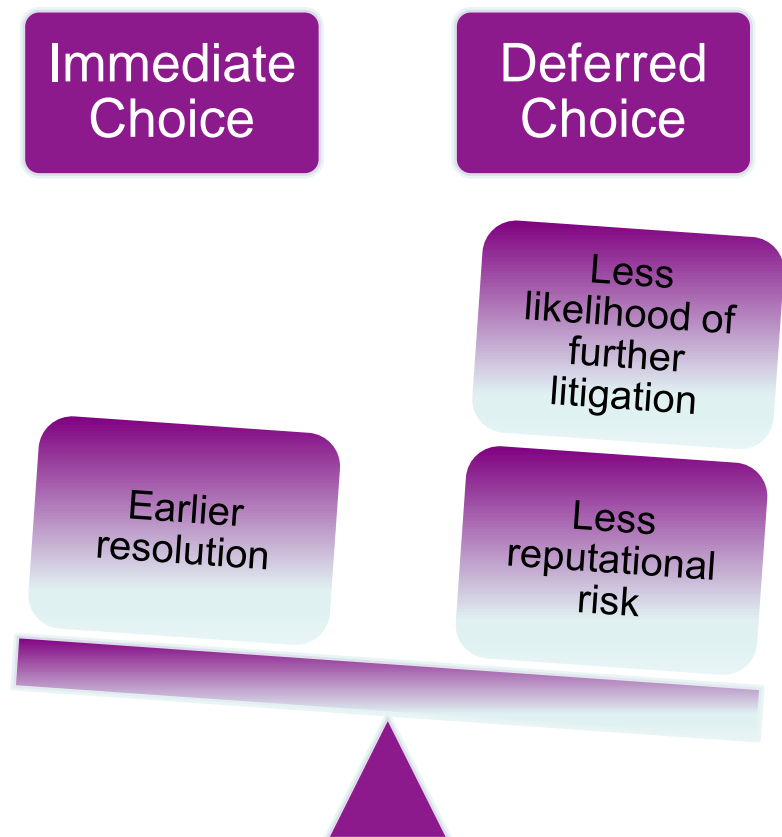 Immediate
Choice
Deferred
Choice
Less
likelihood of
further
litigation
Earlier
resolution
Less
reputational
risk